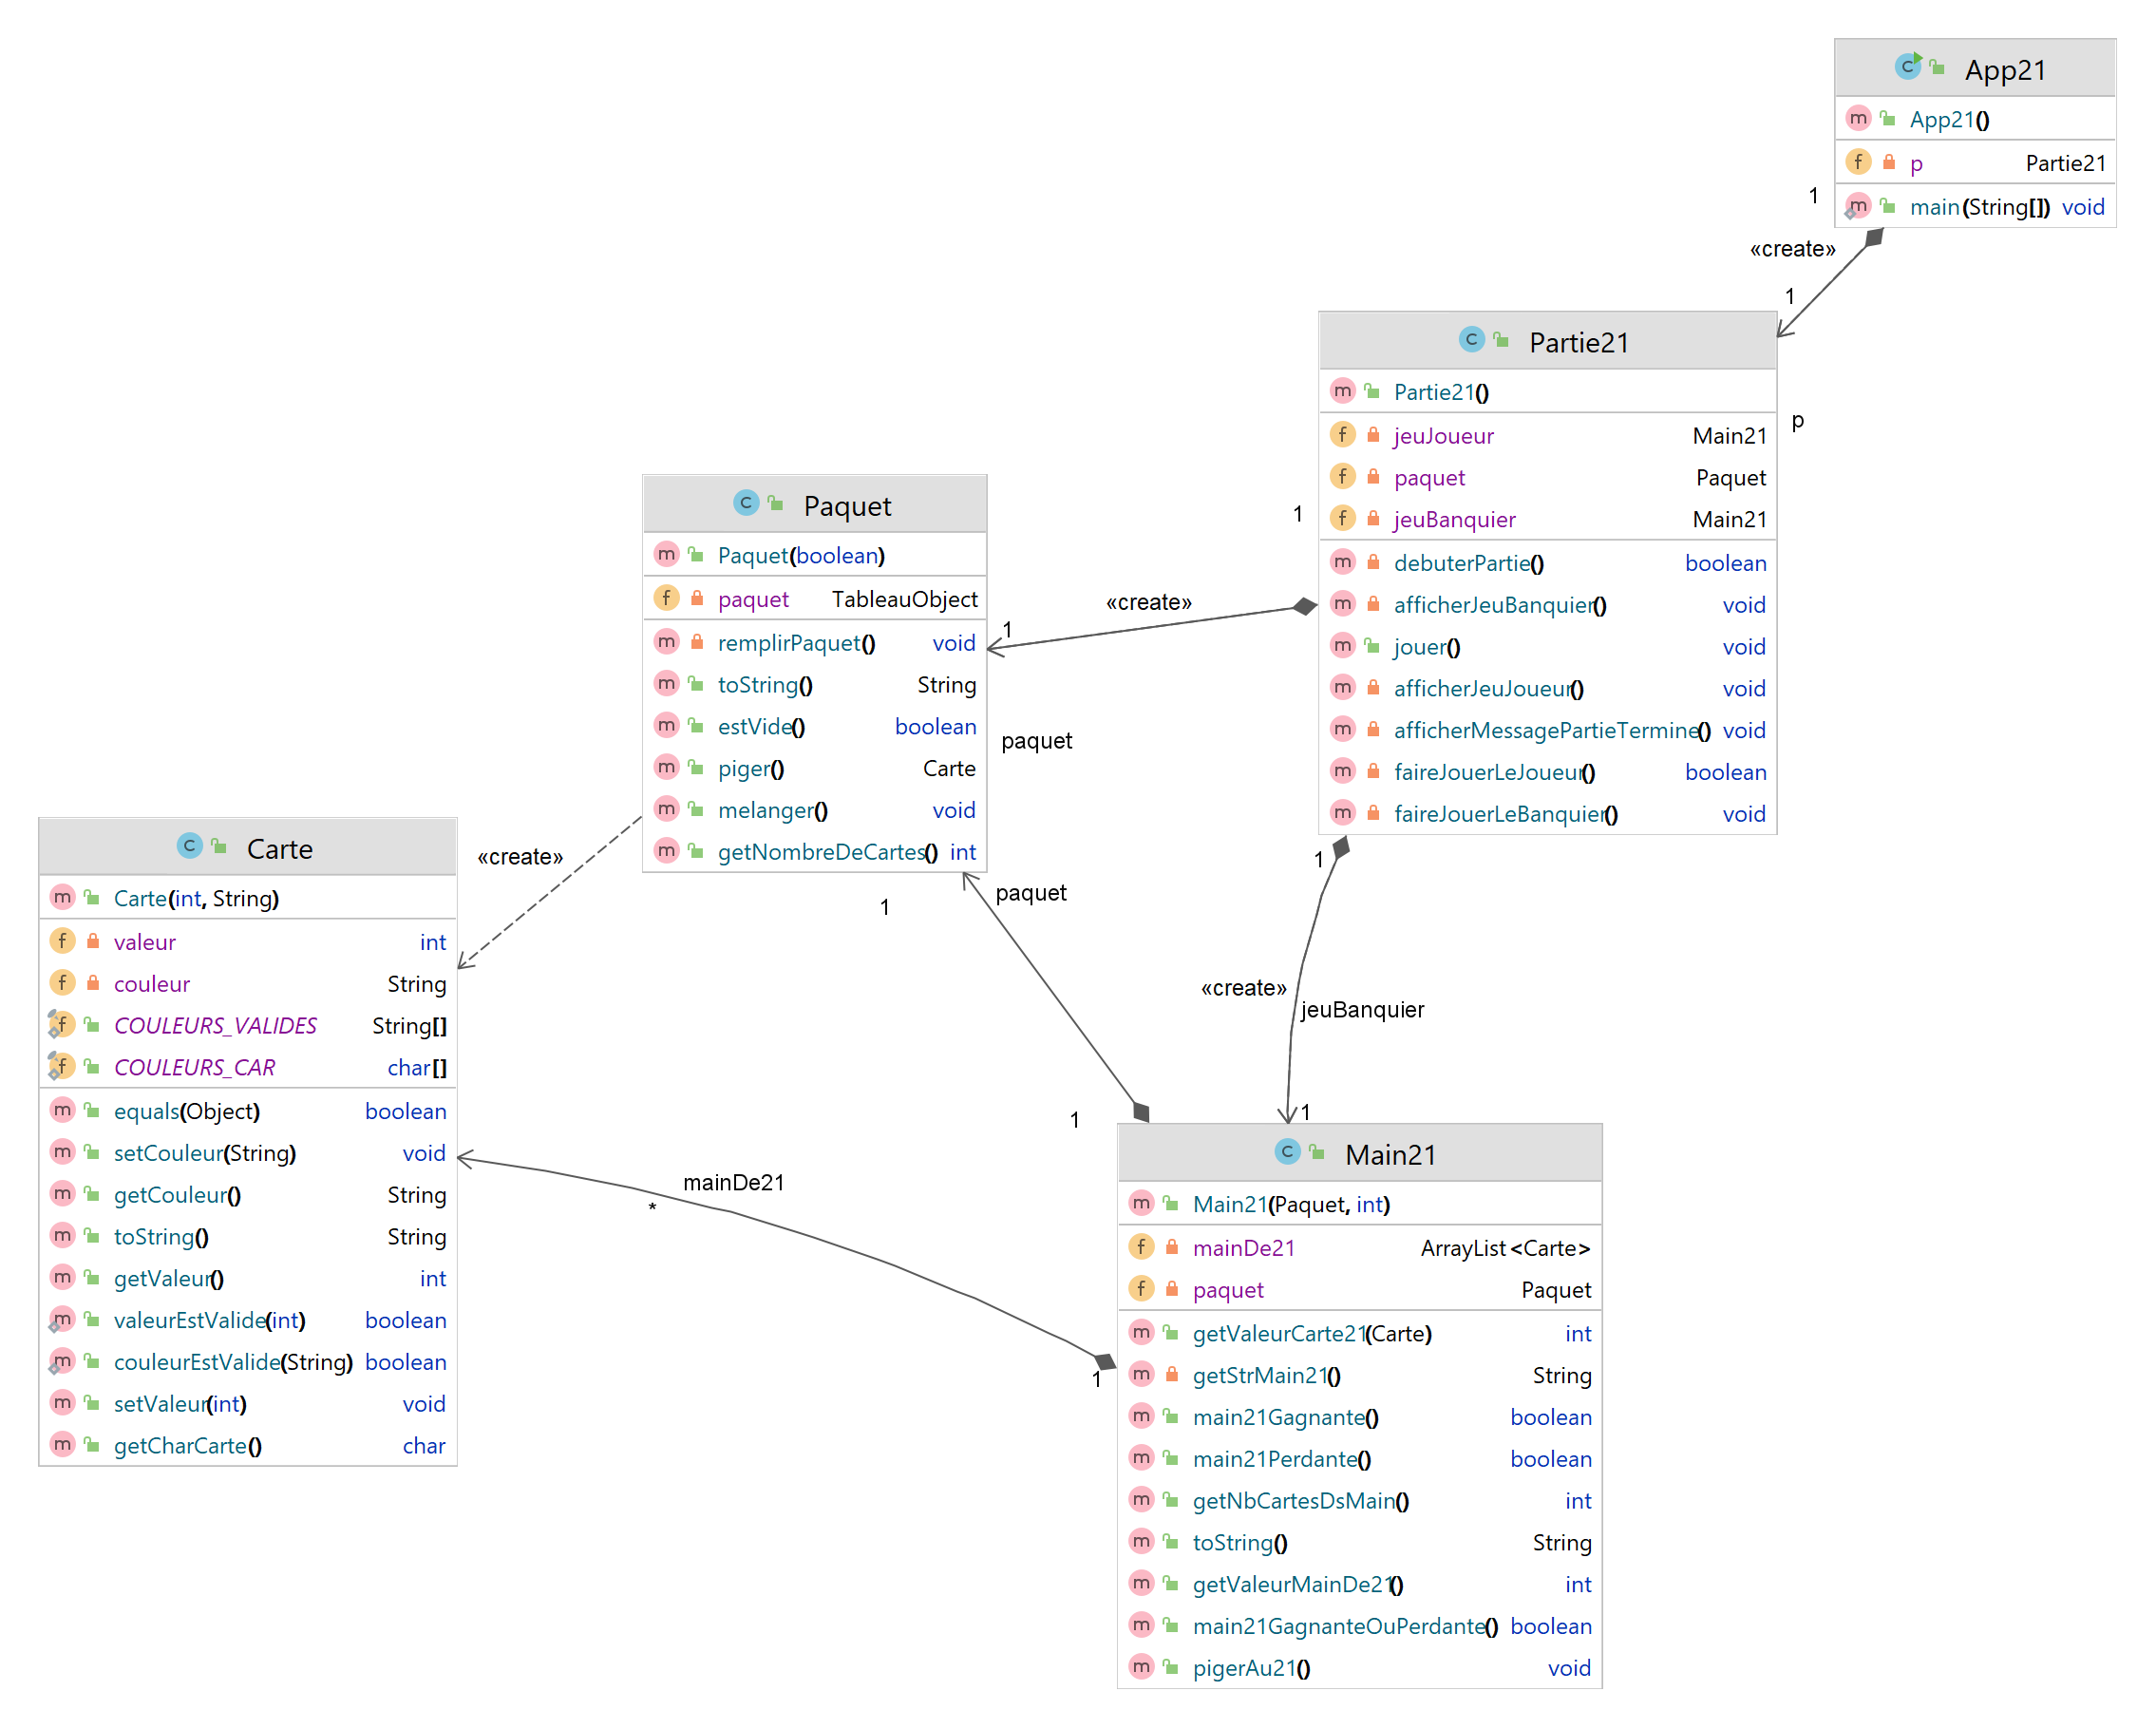 App21
App21()
p Partie21
main(String[]) void
1
«create»
1
p
Partie21
Partie21()
jeuJoueur Main21
paquet Paquet
jeuBanquier Main21
debuterPartie() boolean
afficherJeuBanquier() void
jouer() void
afficherJeuJoueur() void
afficherMessagePartieTermine() void
faireJouerLeJoueur() boolean
faireJouerLeBanquier() void
1
«create»
1
paquet
Paquet
Paquet(boolean)
paquet TableauObject
remplirPaquet() void
toString() String
estVide() boolean
piger() Carte
melanger() void
getNombreDeCartes() int
«create»
1
paquet
1
1
«create»
jeuBanquier
1
Carte
Carte(int, String)
valeur int
couleur String
COULEURS_VALIDES String[]
COULEURS_CAR char[]
equals(Object) boolean
setCouleur(String) void
getCouleur() String
toString() String
getValeur() int
valeurEstValide(int) boolean
couleurEstValide(String) boolean
setValeur(int) void
getCharCarte() char
mainDe21
*
1
Main21
Main21(Paquet, int)
mainDe21 ArrayList<Carte>
paquet Paquet
getValeurCarte21(Carte) int
getStrMain21() String
main21Gagnante() boolean
main21Perdante() boolean
getNbCartesDsMain() int
toString() String
getValeurMainDe21() int
main21GagnanteOuPerdante() boolean
pigerAu21() void